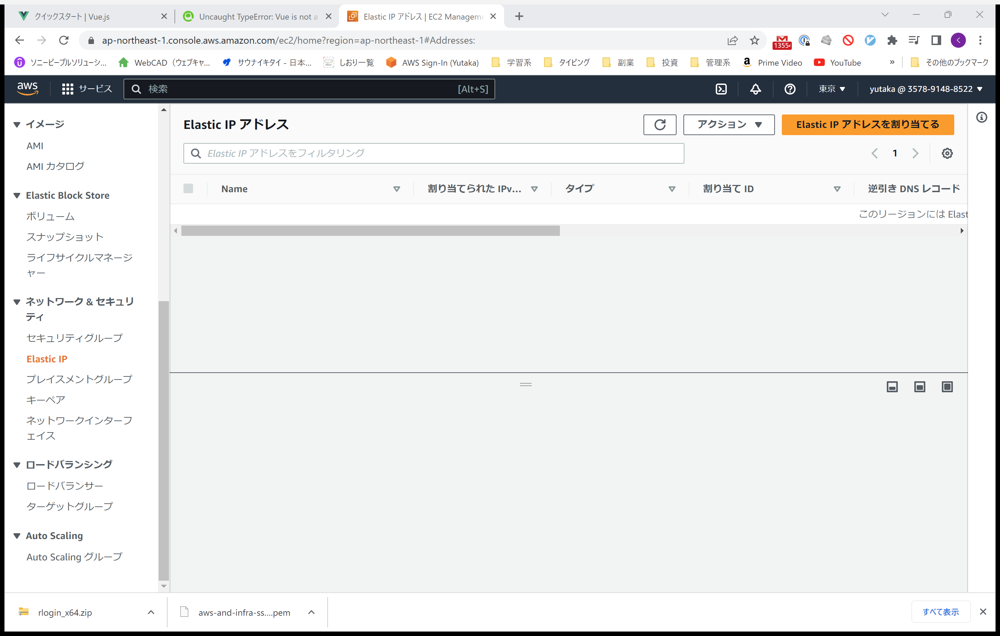 クイックスタート | Vue.js
Uncaught TypeError: Vue is not a
Elastic IP アドレス | EC2 Manageme
ap-northeast-1.console.aws.amazon.com/ec2/home?region=ap-northeast-1#Addresses:
13554
ソニーピープルソリューシ...
WebCAD（ウェブキャ...
サウナイキタイ - 日本...
しおり一覧
AWS Sign-In (Yutaka)
学習系
タイピング
副業
投資
管理系
Prime Video
YouTube
»
その他のブックマーク
aws
サービス
検索
[Alt+S]
東京
yutaka @ 3578-9148-8522
イメージ
AMI
AMI カタログ
Elastic Block Store
ボリューム
スナップショット
ライフサイクルマネージ
ャー
ネットワーク & セキュリ
ティ
セキュリティグループ
Elastic IP
プレイスメントグループ
キーペア
ネットワークインターフ
ェイス
ロードバランシング
ロードバランサー
ターゲットグループ
Auto Scaling
Auto Scaling グループ
Elastic IP アドレス
アクション
Elastic IP アドレスを割り当てる
Elastic IP アドレスをフィルタリング
1
Name
割り当てられた IPv...
タイプ
割り当て ID
逆引き DNS レコード
このリージョンには Elast
rlogin_x64.zip
aws-and-infra-ss....pem
すべて表示